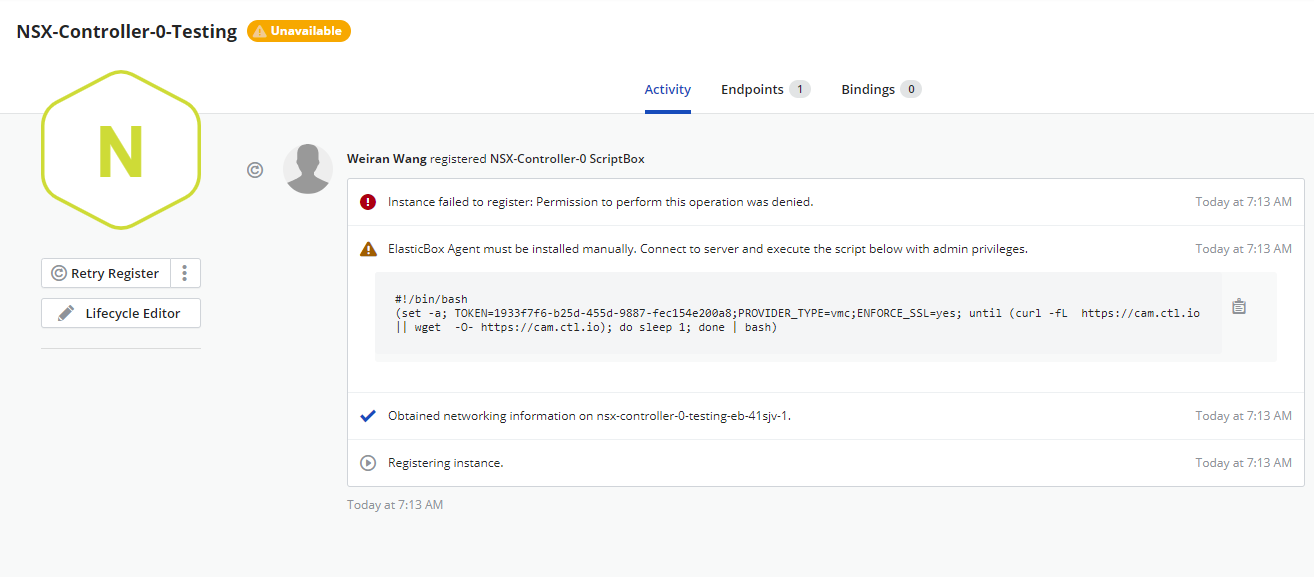 NSX-Controller-0-Testing Unavailable
N
Activity Endpoints 1 Bindings 0
Weiran Wang registered NSX-Controller-0 ScriptBox
Instance failed to register: Permission to perform this operation was denied. Today at 7:13 AM
ElasticBox Agent must be installed manually. Connect to server and execute the script below with admin privileges. Today at 7:13 AM
#!/bin/bash
(set -a; TOKEN=1933f7f6-b25d-455d-9887-fec154e200a8;PROVIDER_TYPE=vmc;ENFORCE_SSL=yes; until (curl -fL  https://cam.ctl.io
|| wget  -O- https://cam.ctl.io); do sleep 1; done | bash)
Obtained networking information on nsx-controller-0-testing-eb-41sjv-1. Today at 7:13 AM
Registering instance. Today at 7:13 AM
Today at 7:13 AM
Retry Register
Lifecycle Editor